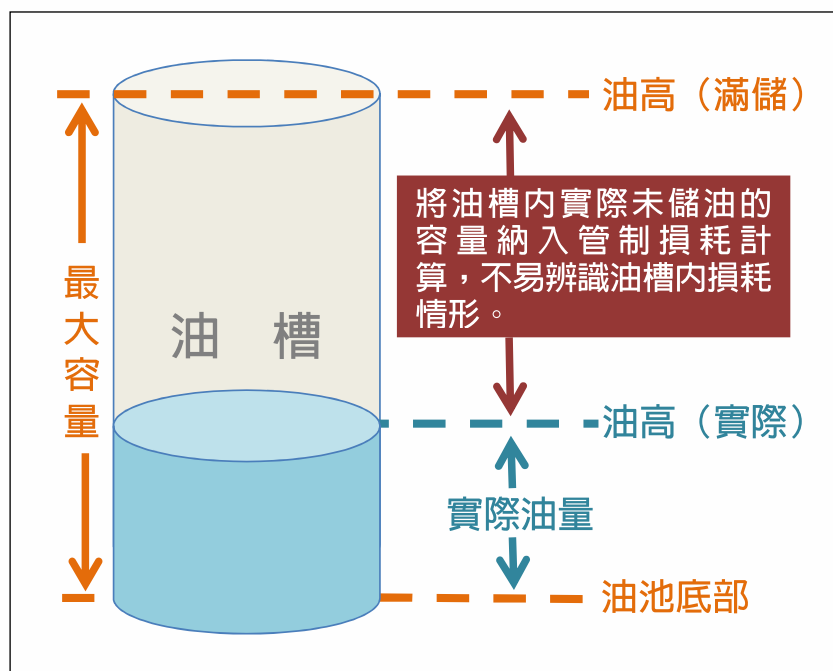 油高（滿儲）
將油槽內實際未儲油的
容量納入管制損耗計
算，不易辨識油槽內損耗
情形。
最大容量
油 槽
油高（實際）
實際油量
油池底部